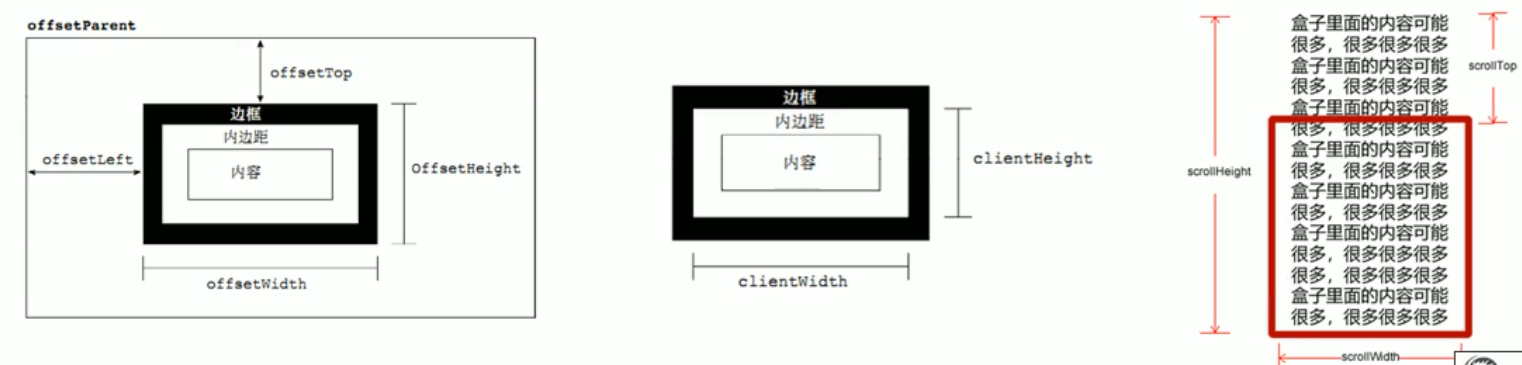 offsetParent
offsetTop
边框
内边距
内容
offsetLeft
OffsetHeight
offsetWidth
边框
内边距
内容
clientHeight
clientWidth
盒子里面的内容可能
很多，很多很多很多
盒子里面的内容可能
很多，很多很多很多
盒子里面的内容可能
很多，很多很多很多
盒子里面的内容可能
很多，很多很多很多
盒子里面的内容可能
很多，很多很多很多
盒子里面的内容可能
很多，很多很多很多
很多，很多很多很多
盒子里面的内容可能
很多，很多很多很多
scrollTop
scrollHeight
scrollWidth